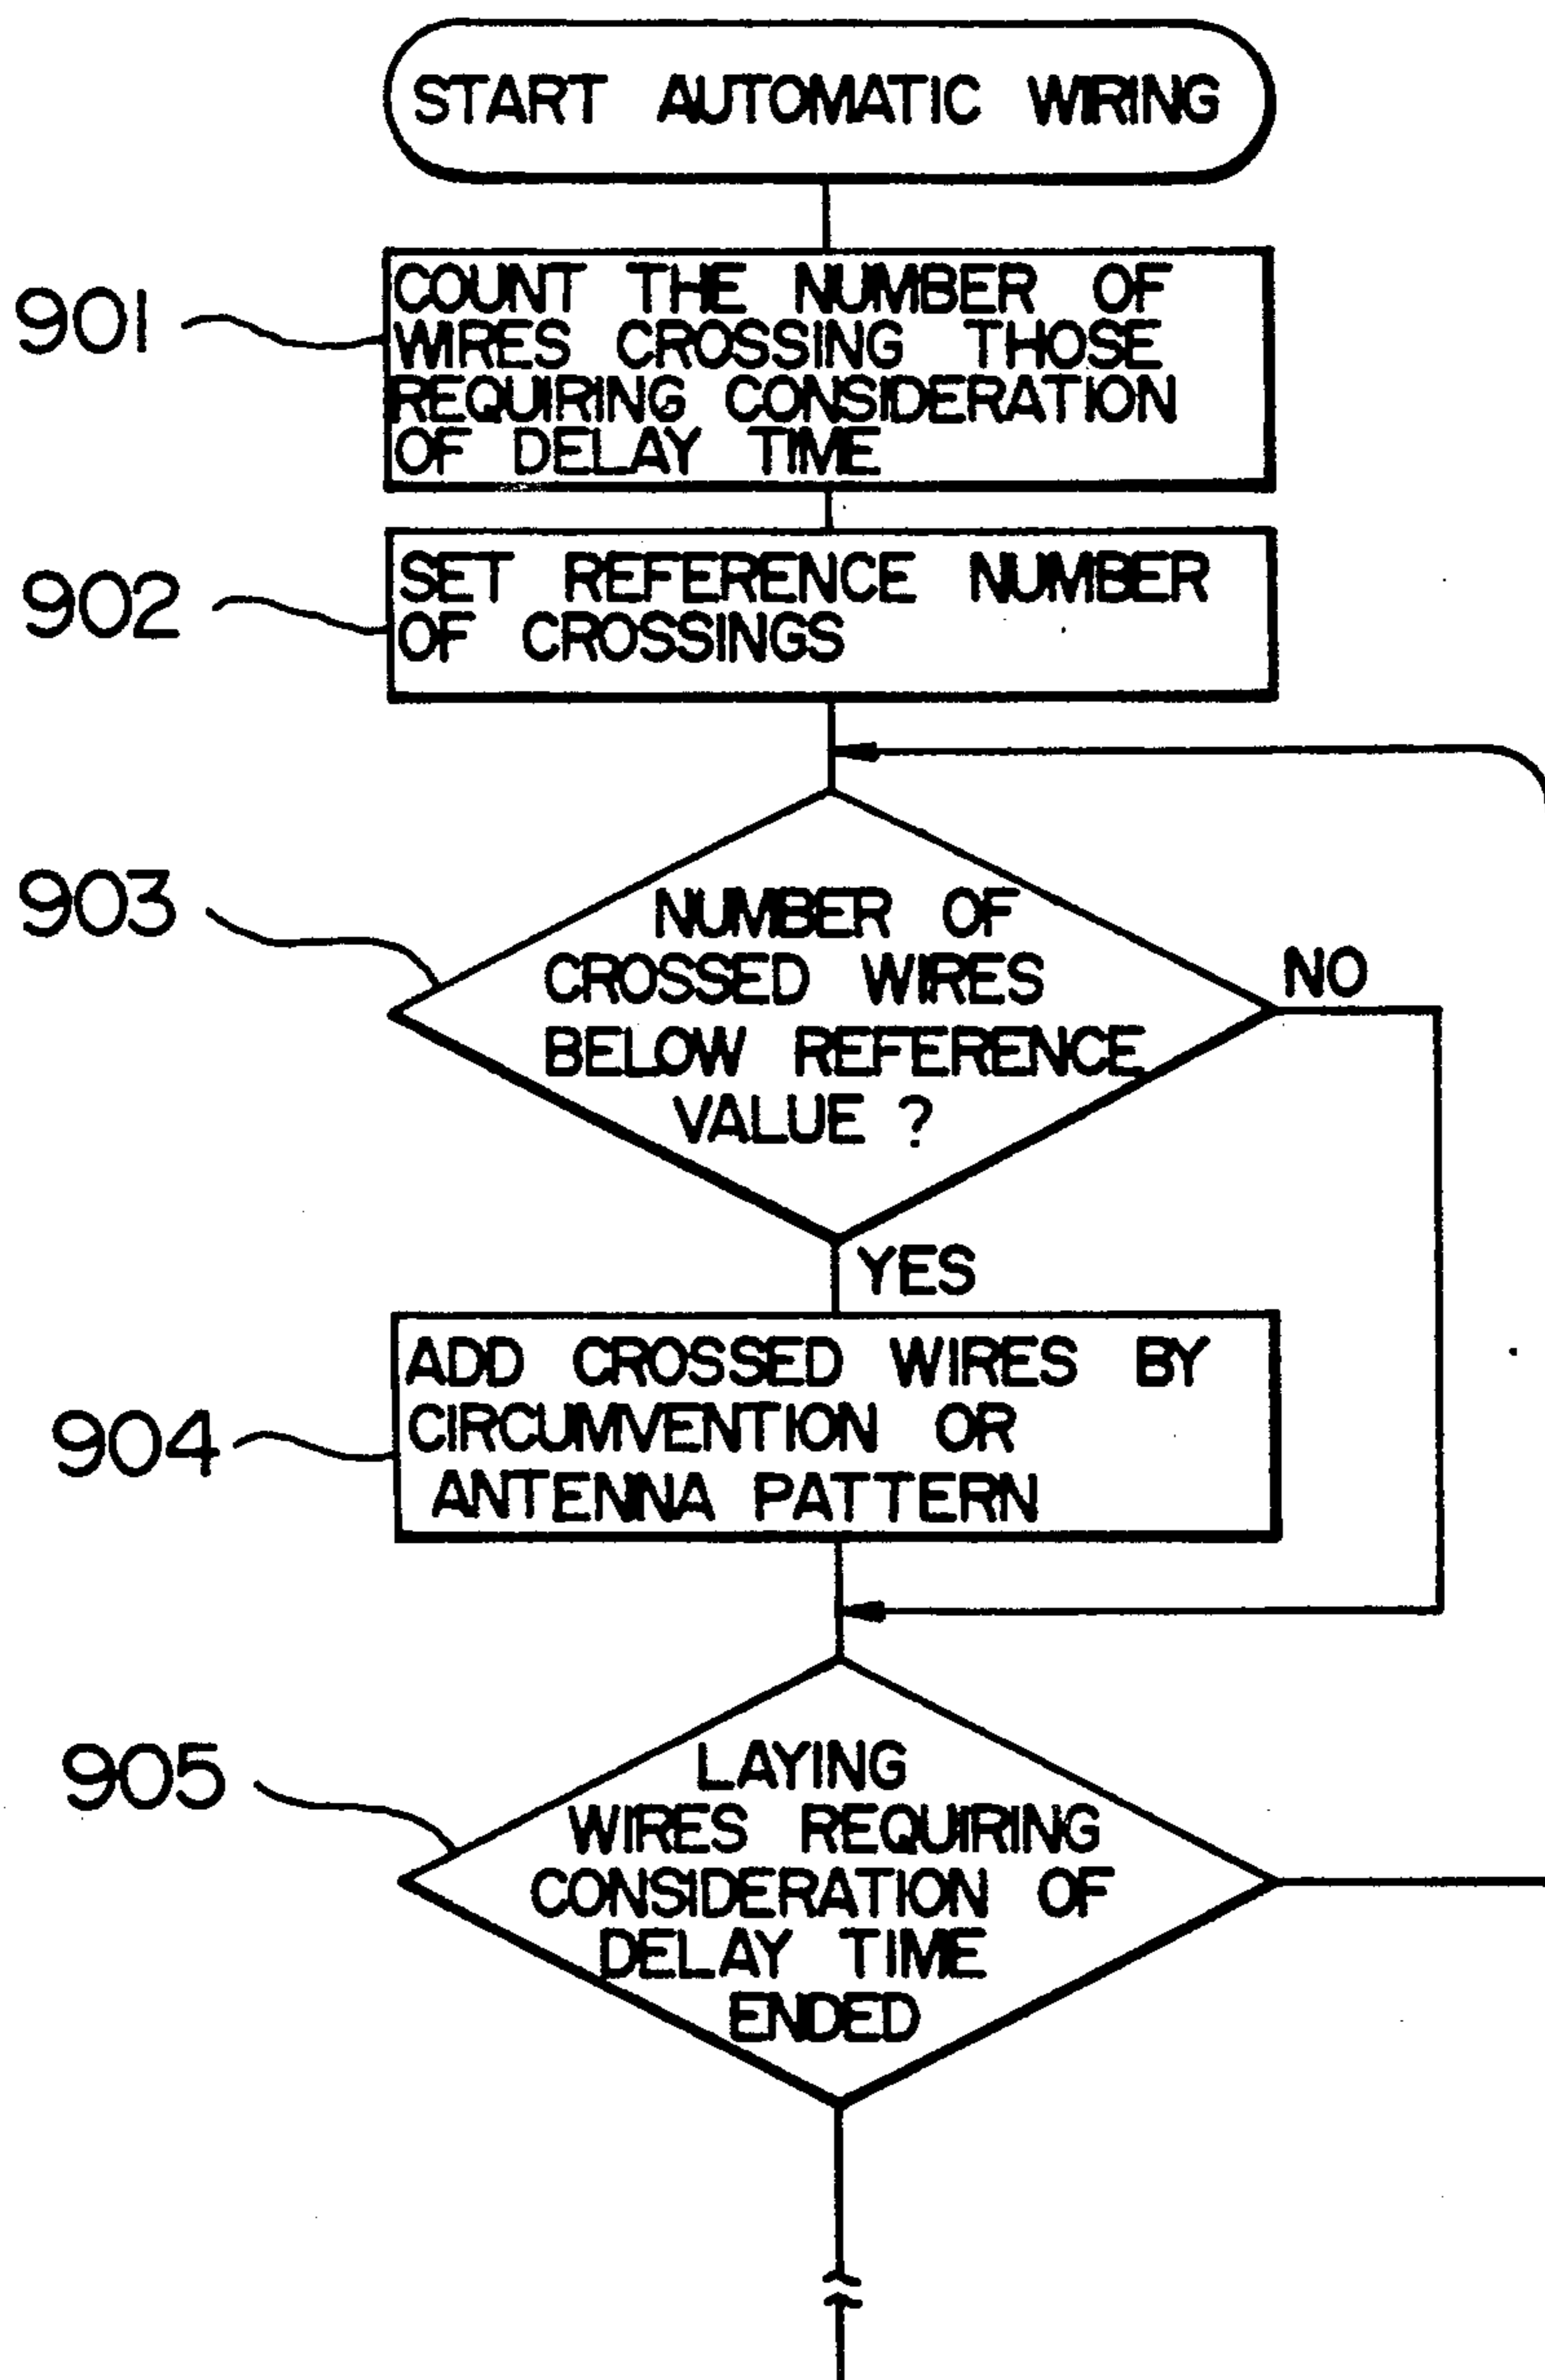 START AUTOMATIC WIRING
901
COUNT THE NUMBER OF
WIRES CROSSING THOSE
REQUIRING CONSIDERATION
OF DELAY TIME
902
SET REFERENCE NUMBER
OF CROSSINGS
903
NUMBER OF
CROSSED WIRES
BELOW REFERENCE
VALUE ?
NO
YES
904
ADD CROSSED WIRES BY
CIRCUMVENTION OR
ANTENNA PATTERN
905
LAYING
WIRES REQUIRING
CONSIDERATION OF
DELAY TIME
ENDED